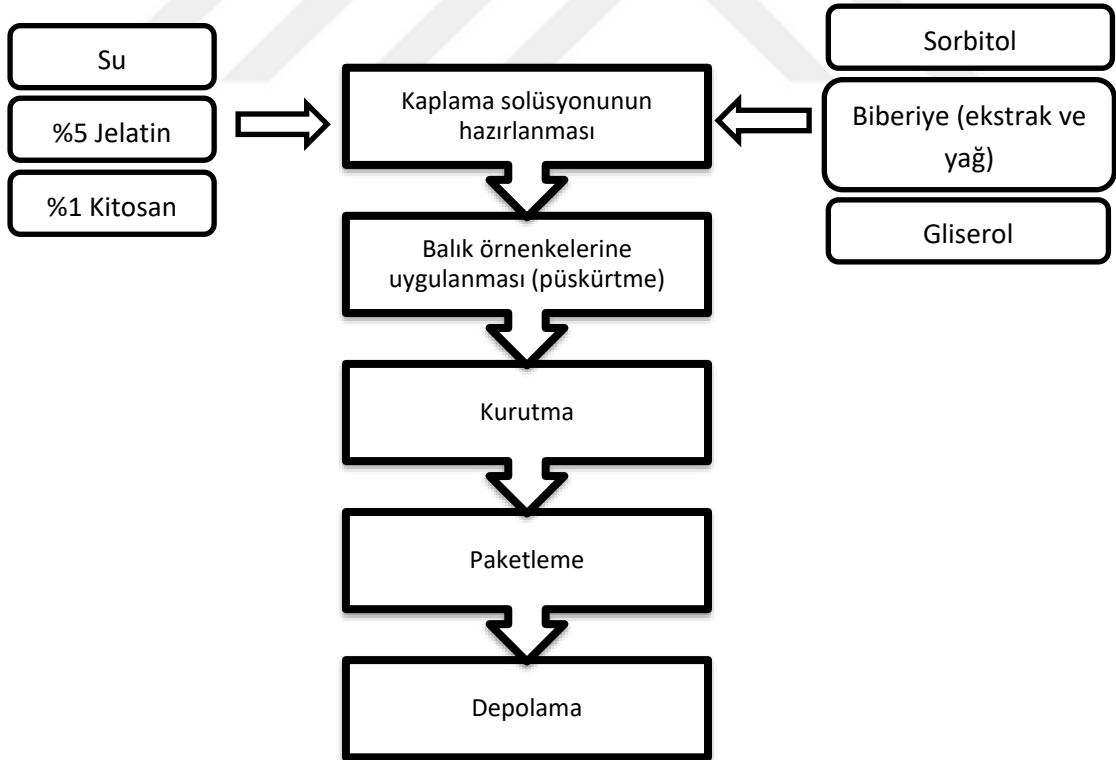 Su
%5 Jelatin
%1 Kitosan
Sorbitol
Biberiye (ekstrak ve
yağ)
Gliserol
Kaplama solüsyonunun
hazırlanması
Balık örnenkelerine
uygulanması (püskürtme)
Kurutma
Paketleme
Depolama